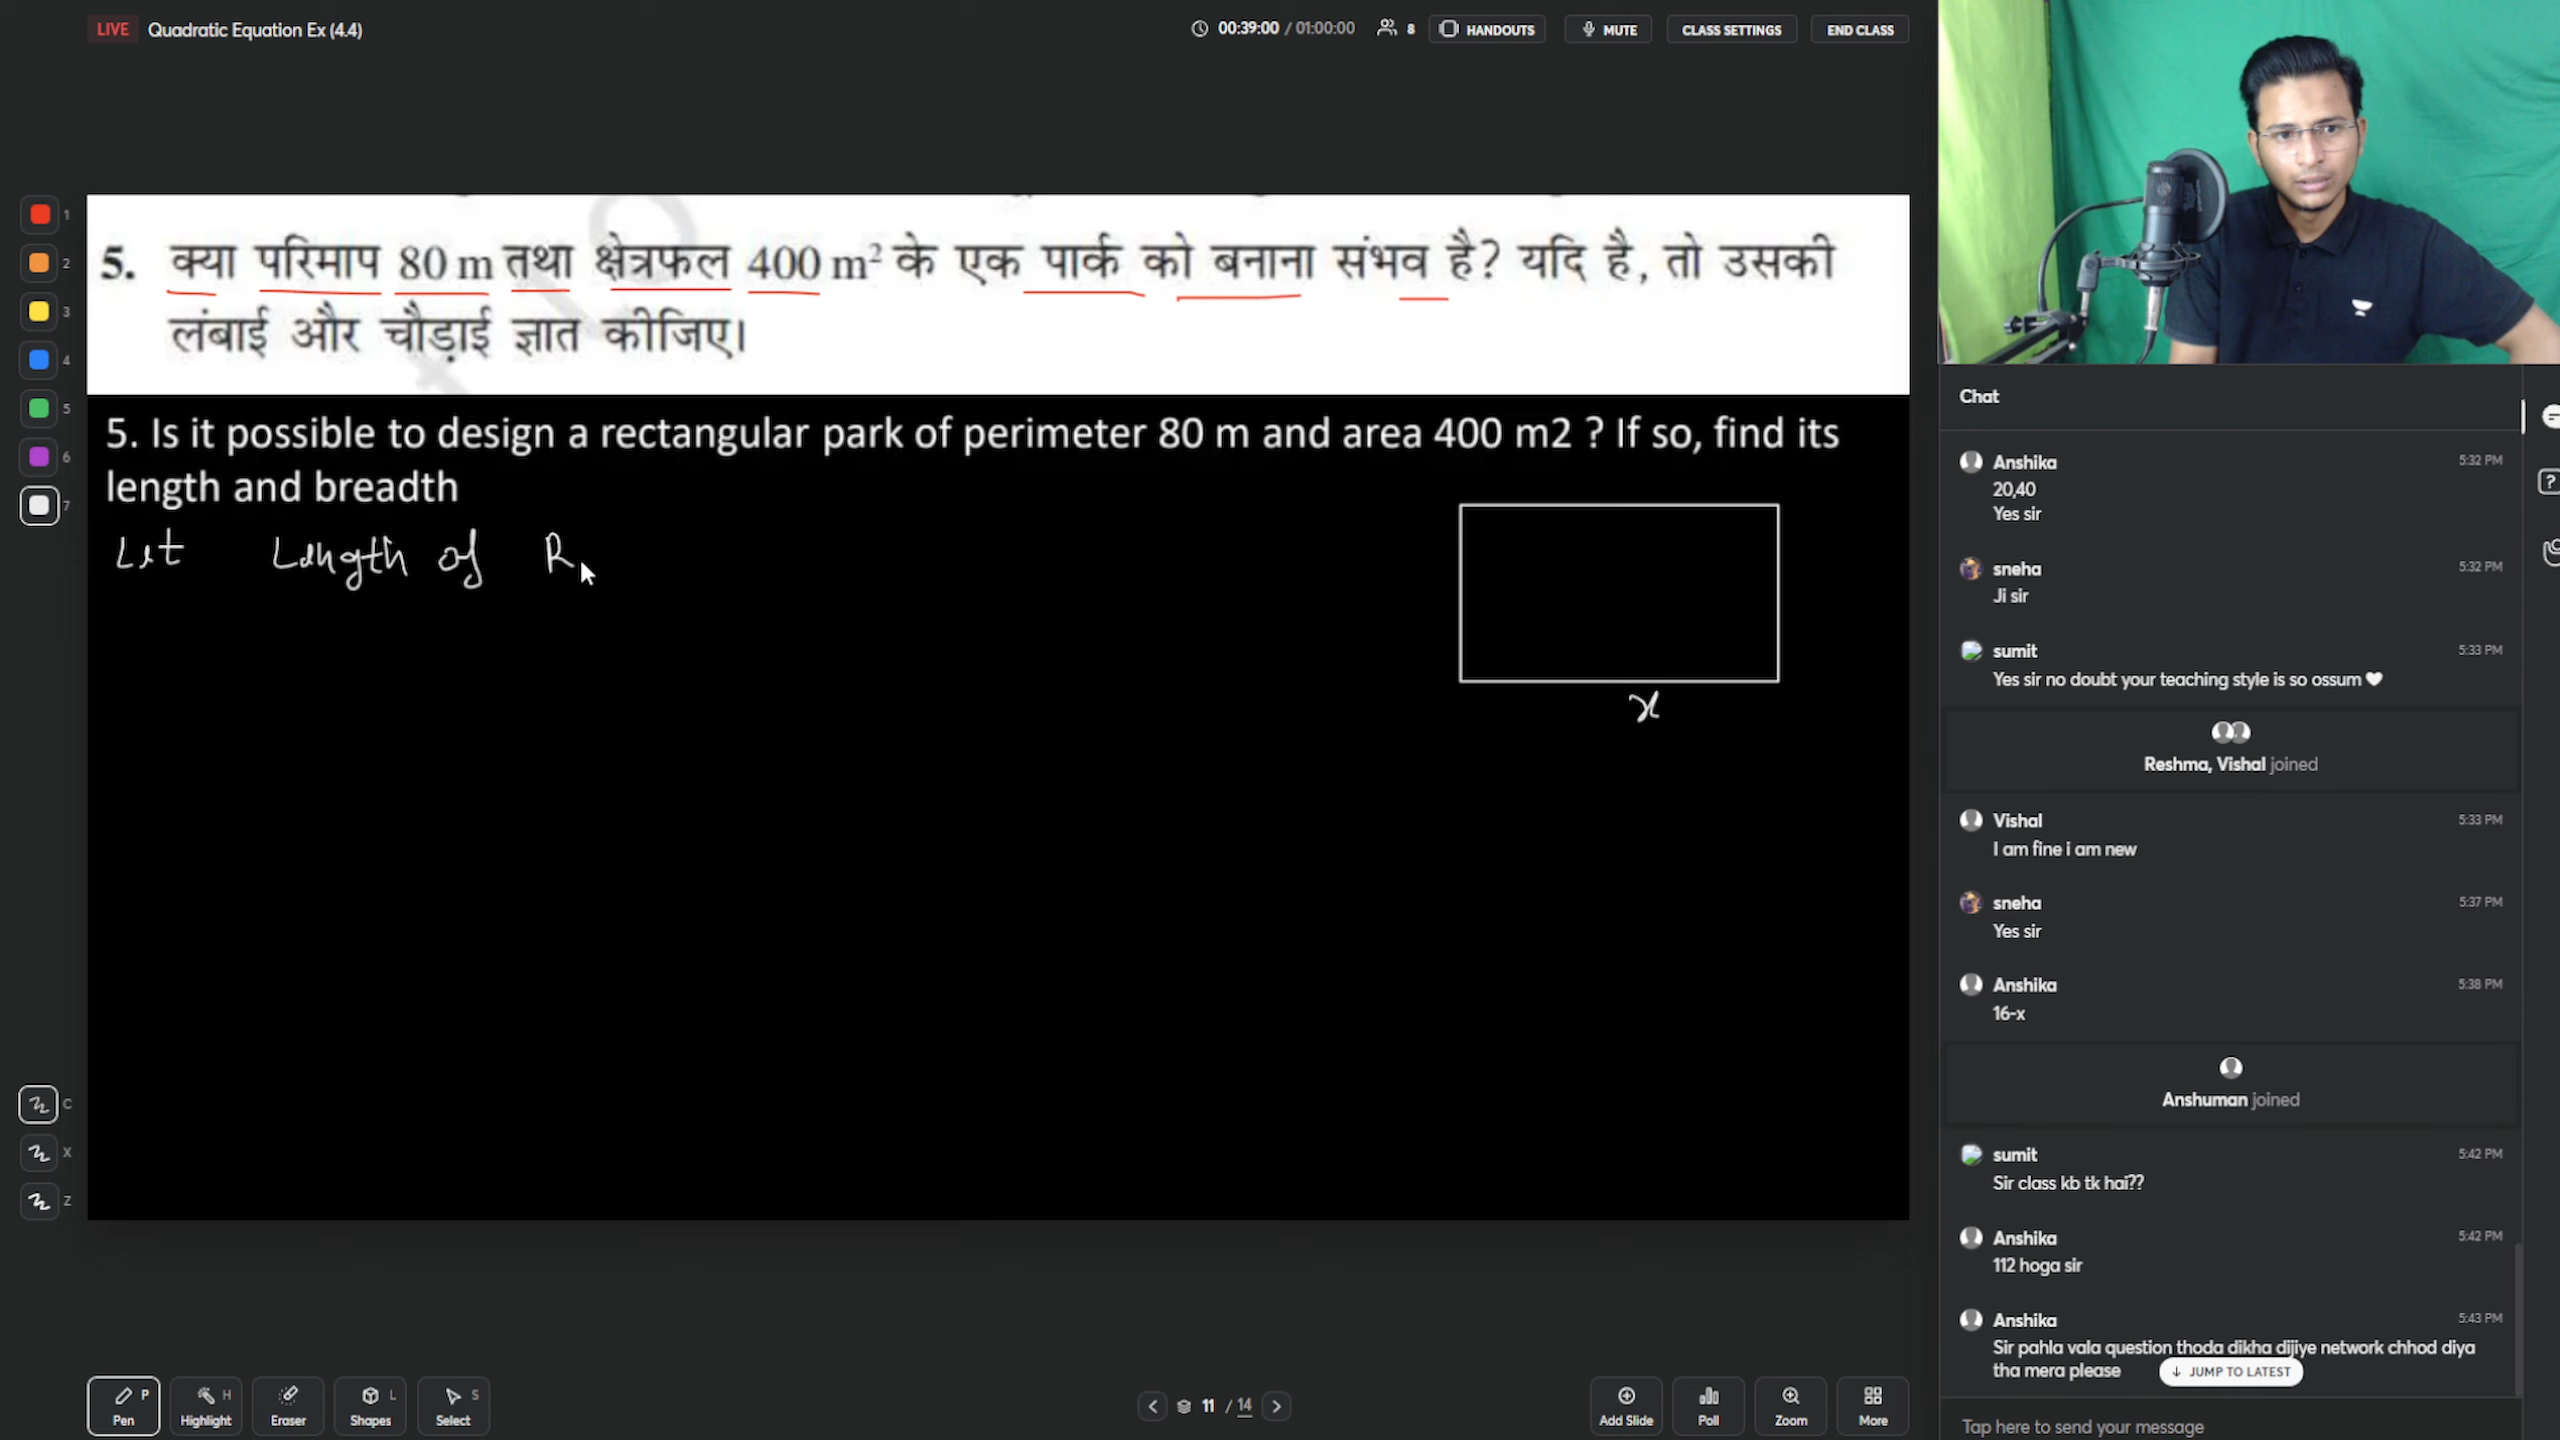 LIVE Quadratic Equation Ex (4.4)
00:39:00 / 01:00:00 8 HANDOUTS MUTE CLASS SETTINGS END CLASS
1
2
3
4
5
6
7
5. क्या परिमाप 80 m तथा क्षेत्रफल 400 m² के एक पार्क को बनाना संभव है? यदि है, तो उसकी
लंबाई और चौड़ाई ज्ञात कीजिए।
5. Is it possible to design a rectangular park of perimeter 80 m and area 400 m2 ? If so, find its
length and breadth
Let Length of R
x
C
X
Z
Pen P
Highlight H
Eraser
Shapes L
Select S
11 / 14
Add Slide
Poll
Zoom
More
Chat
Anshika 5:32 PM
20,40
Yes sir
sneha 5:32 PM
Ji sir
sumit 5:33 PM
Yes sir no doubt your teaching style is so ossum ♥
Reshma, Vishal joined
Vishal 5:33 PM
I am fine i am new
sneha 5:37 PM
Yes sir
Anshika 5:38 PM
16-x
Anshuman joined
sumit 5:42 PM
Sir class kb tk hai??
Anshika 5:42 PM
112 hoga sir
Anshika 5:43 PM
Sir pahla vala question thoda dikha dijiye network chhod diya
tha mera please
JUMP TO LATEST
Tap here to send your message